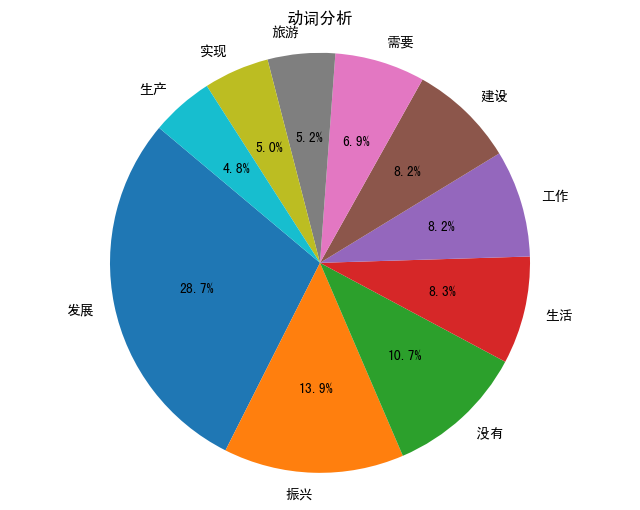 动词分析
旅游
需要
实现
生产
建设
工作
生活
没有
振兴
发展
5.2%
6.9%
5.0%
4.8%
8.2%
8.2%
8.3%
10.7%
13.9%
28.7%